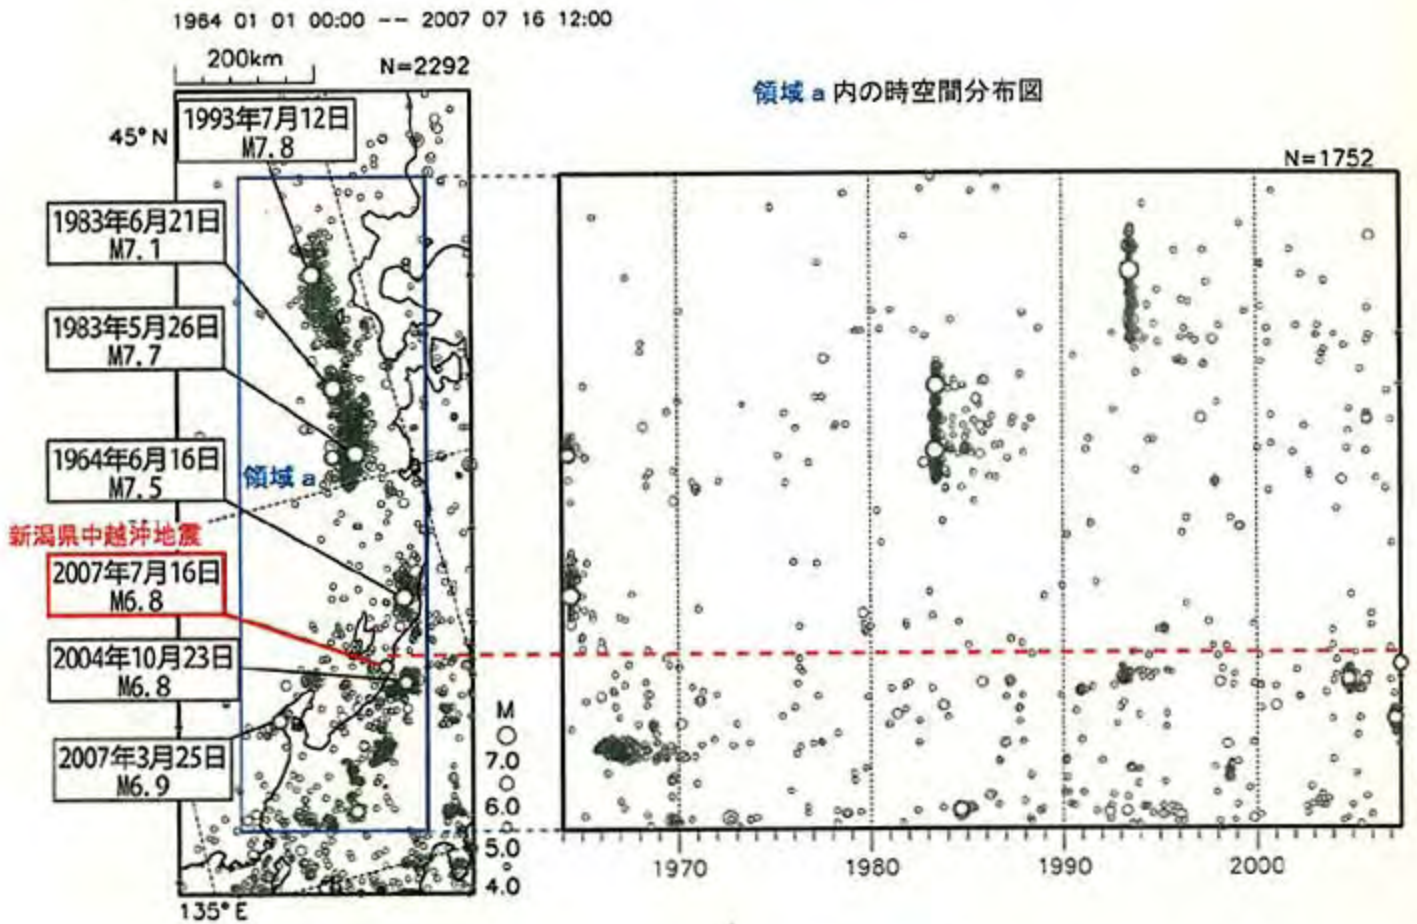 1964 01 01 00:00 -- 2007 07 16 12:00
200km
N=2292
領域a内の時空間分布図
45°N
1993年7月12日
M7.8
N=1752
1983年6月21日
M7.1
1983年5月26日
M7.7
1964年6月16日
M7.5
領域a
新潟県中越沖地震
2007年7月16日
M6.8
2004年10月23日
M6.8
2007年3月25日
M6.9
M
7.0
6.0
5.0
4.0
1970
1980
1990
2000
135°E